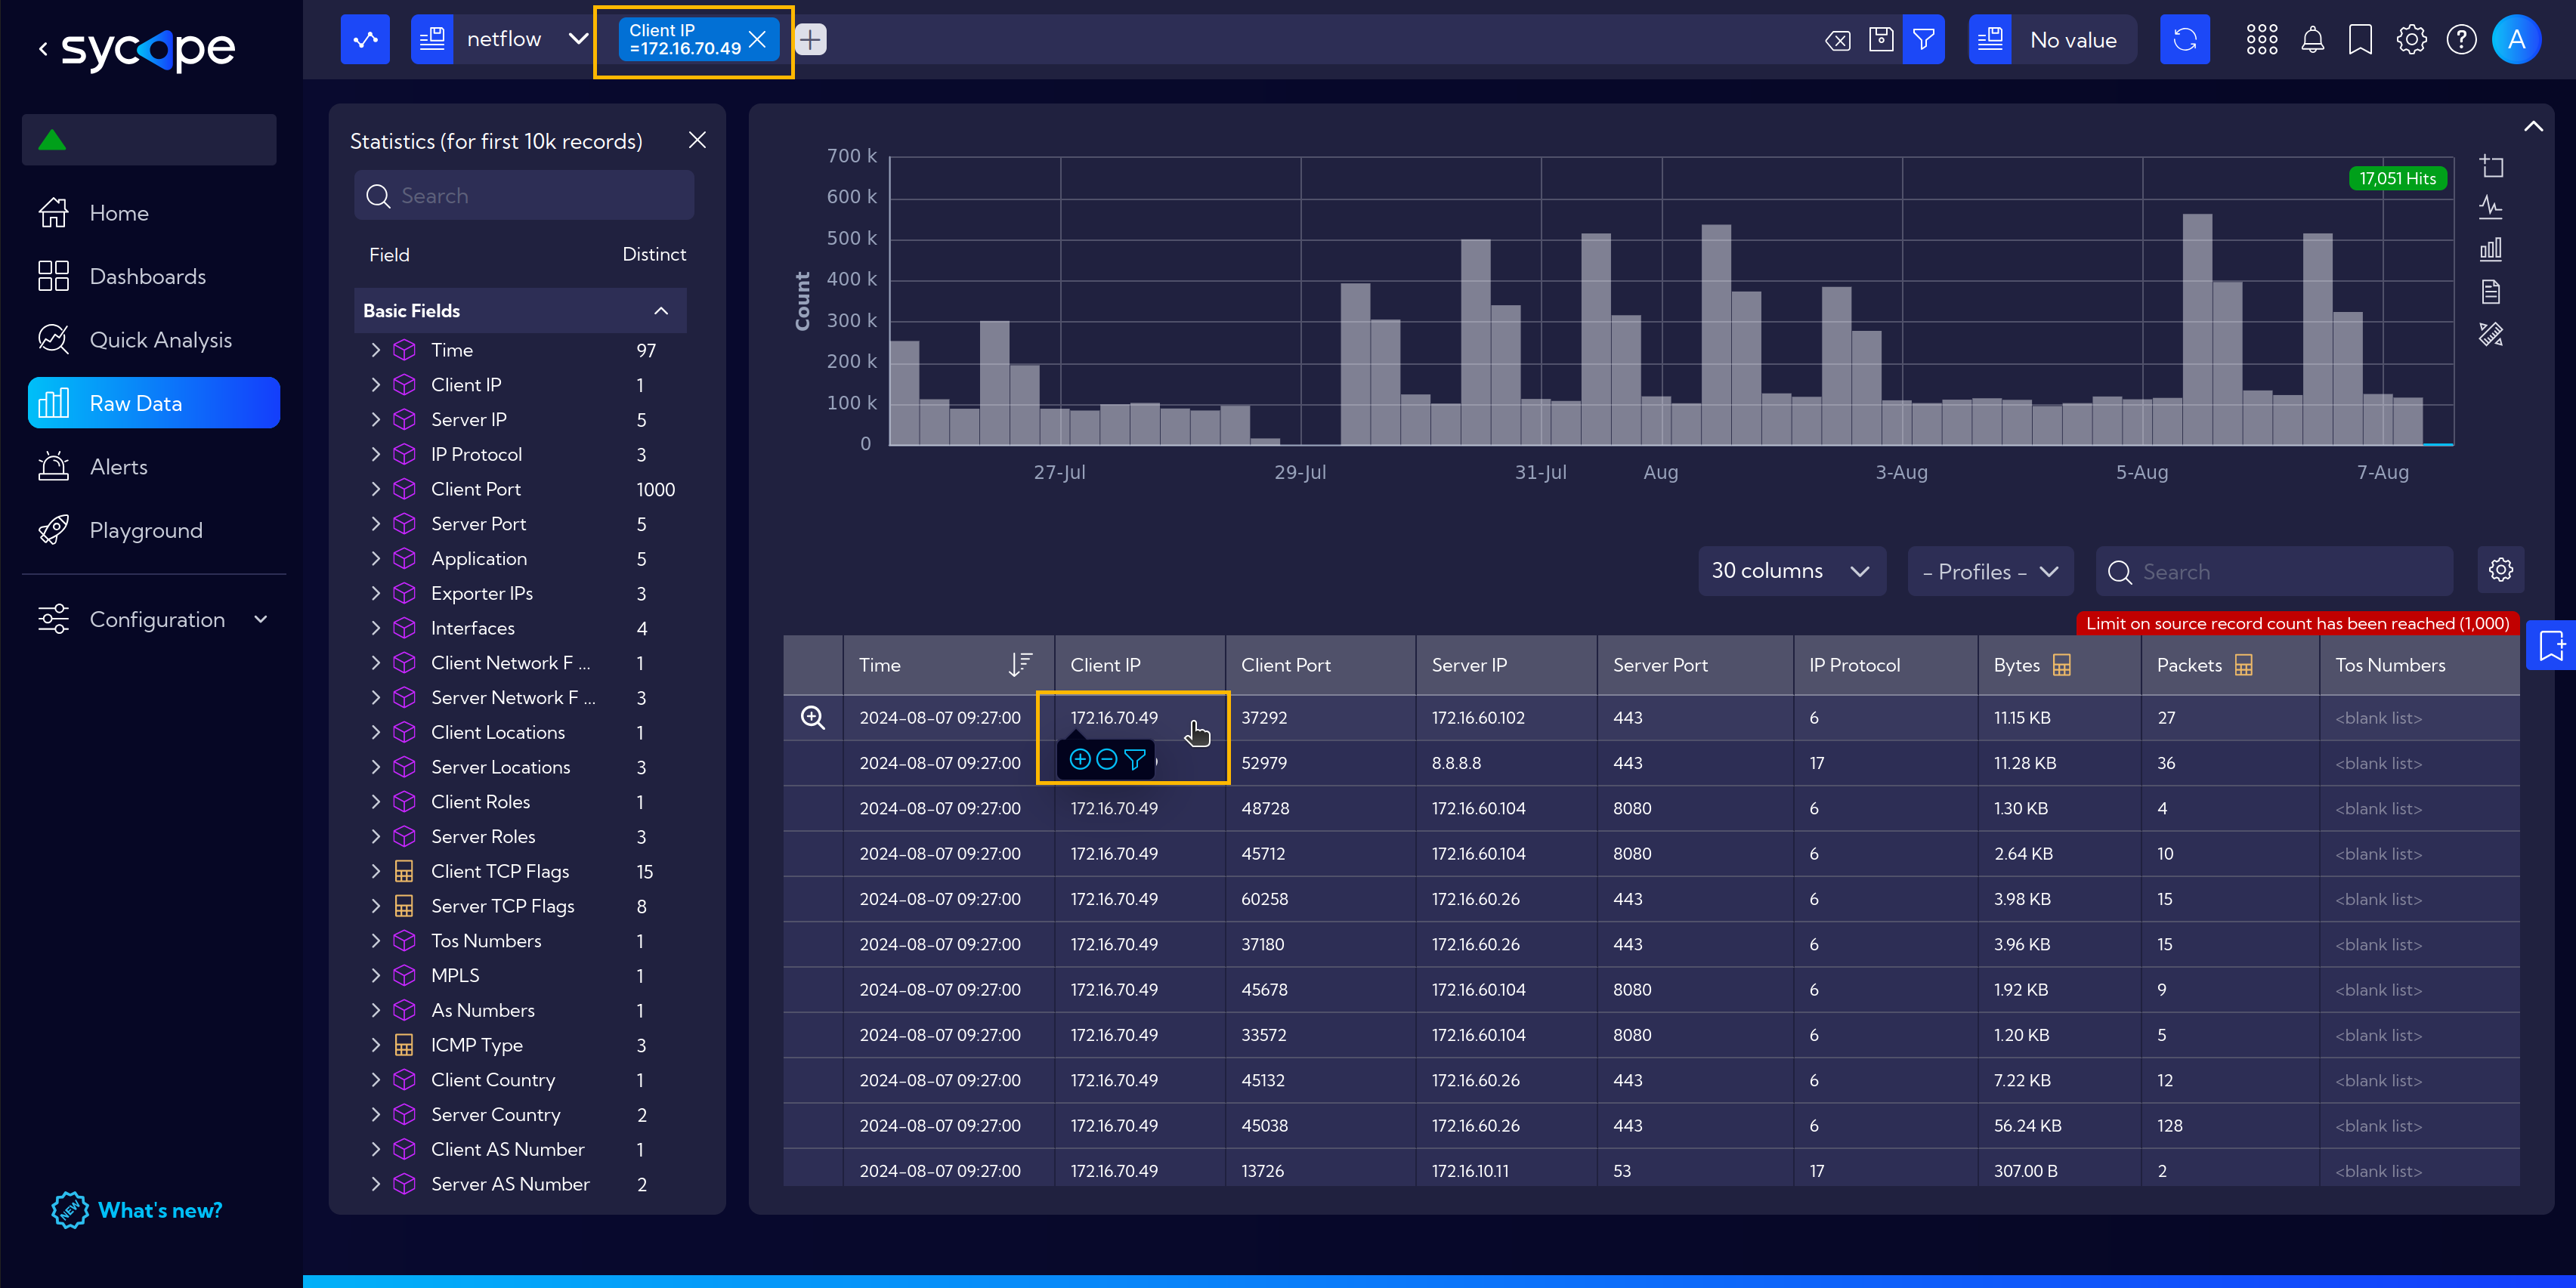 sycope
netflow
Client IP
=172.16.70.49
No value
A
Home
Dashboards
Quick Analysis
Raw Data
Alerts
Playground
Configuration
NEW
What's new?
Statistics (for first 10k records)
Search
Field Distinct
Basic Fields
Time 97
Client IP 1
Server IP 5
IP Protocol 3
Client Port 1000
Server Port 5
Application 5
Exporter IPs 3
Interfaces 4
Client Network F ... 1
Server Network F ... 3
Client Locations 1
Server Locations 3
Client Roles 1
Server Roles 3
Client TCP Flags 15
Server TCP Flags 8
Tos Numbers 1
MPLS 1
As Numbers 1
ICMP Type 3
Client Country 1
Server Country 2
Client AS Number 1
Server AS Number 2
17,051 Hits
Count
700 k
600 k
500 k
400 k
300 k
200 k
100 k
0
27-Jul 29-Jul 31-Jul Aug 3-Aug 5-Aug 7-Aug
30 columns - Profiles - Search
Limit on source record count has been reached (1,000)
Time Client IP Client Port Server IP Server Port IP Protocol Bytes Packets Tos Numbers
2024-08-07 09:27:00 172.16.70.49 37292 172.16.60.102 443 6 11.15 KB 27 <blank list>
2024-08-07 09:27:00 52979 8.8.8.8 443 17 11.28 KB 36 <blank list>
2024-08-07 09:27:00 172.16.70.49 48728 172.16.60.104 8080 6 1.30 KB 4 <blank list>
2024-08-07 09:27:00 172.16.70.49 45712 172.16.60.104 8080 6 2.64 KB 10 <blank list>
2024-08-07 09:27:00 172.16.70.49 60258 172.16.60.26 443 6 3.98 KB 15 <blank list>
2024-08-07 09:27:00 172.16.70.49 37180 172.16.60.26 443 6 3.96 KB 15 <blank list>
2024-08-07 09:27:00 172.16.70.49 45678 172.16.60.104 8080 6 1.92 KB 9 <blank list>
2024-08-07 09:27:00 172.16.70.49 33572 172.16.60.104 8080 6 1.20 KB 5 <blank list>
2024-08-07 09:27:00 172.16.70.49 45132 172.16.60.26 443 6 7.22 KB 12 <blank list>
2024-08-07 09:27:00 172.16.70.49 45038 172.16.60.26 443 6 56.24 KB 128 <blank list>
2024-08-07 09:27:00 172.16.70.49 13726 172.16.10.11 53 17 307.00 B 2 <blank list>